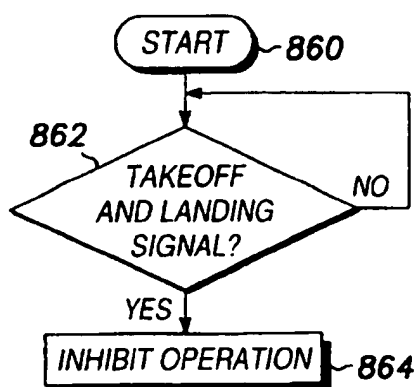 START
860
862
TAKEOFF
AND LANDING
SIGNAL?
NO
YES
INHIBIT OPERATION
864